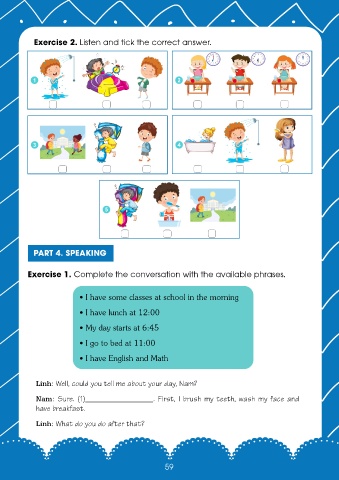 Exercise 2. Listen and tick the correct answer.
1
2
3
4
5
PART 4. SPEAKING
Exercise 1. Complete the conversation with the available phrases.
• I have some classes at school in the morning
• I have lunch at 12:00
• My day starts at 6:45
• I go to bed at 11:00
• I have English and Math
Linh: Well, could you tell me about your day, Nam?
Nam: Sure. (1)_________________. First, I brush my teeth, wash my face and
have breakfast.
Linh: What do you do after that?
59